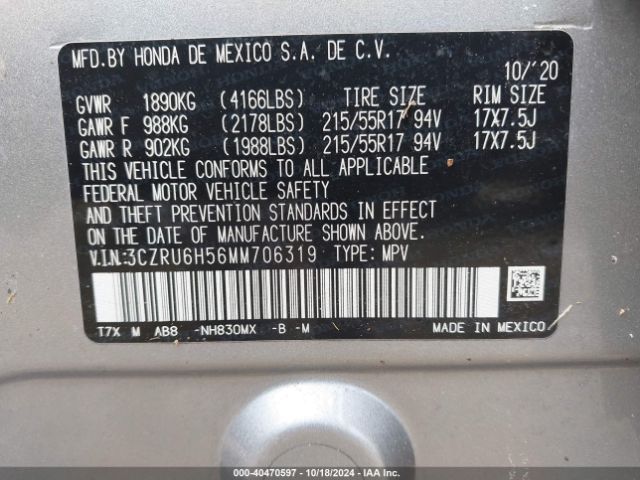 MFD.BY HONDA DE MEXICO S.A. DE C.V.
10/'20
GVWR 1890KG (4166LBS) TIRE SIZE RIM SIZE
GAWR F 988KG (2178LBS) 215/55R17 94V 17X7.5J
GAWR R 902KG (1988LBS) 215/55R17 94V 17X7.5J
THIS VEHICLE CONFORMS TO ALL APPLICABLE
FEDERAL MOTOR VEHICLE SAFETY
AND THEFT PREVENTION STANDARDS IN EFFECT
ON THE DATE OF MANUFACTURE SHOWN ABOVE.
V.I.N:3CZRU6H56MM706319 TYPE: MPV
T7X M AB8 -NH830MX -B -M
MADE IN MEXICO
000-40470597 | 10/18/2024 | IAA Inc.